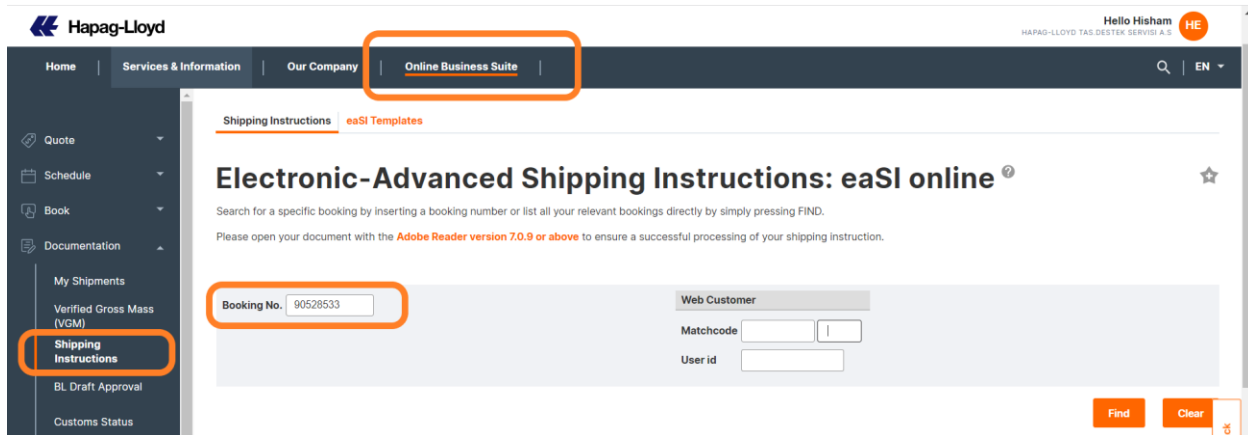 Hapag-Lloyd
Hello Hisham
HAPAG-LLOYD TAS.DESTEK SERVISI A.S
HE
Home | Services & Information | Our Company | Online Business Suite |
EN
Shipping Instructions | eaSI Templates
Quote
Schedule
Book
Documentation
My Shipments
Verified Gross Mass
(VGM)
Shipping
Instructions
BL Draft Approval
Customs Status
Electronic-Advanced Shipping Instructions: eaSI online ?
Search for a specific booking by inserting a booking number or list all your relevant bookings directly by simply pressing FIND.
Please open your document with the Adobe Reader version 7.0.9 or above to ensure a successful processing of your shipping instruction.
Booking No. 90528533
Web Customer
Matchcode
User id
Find
Clear